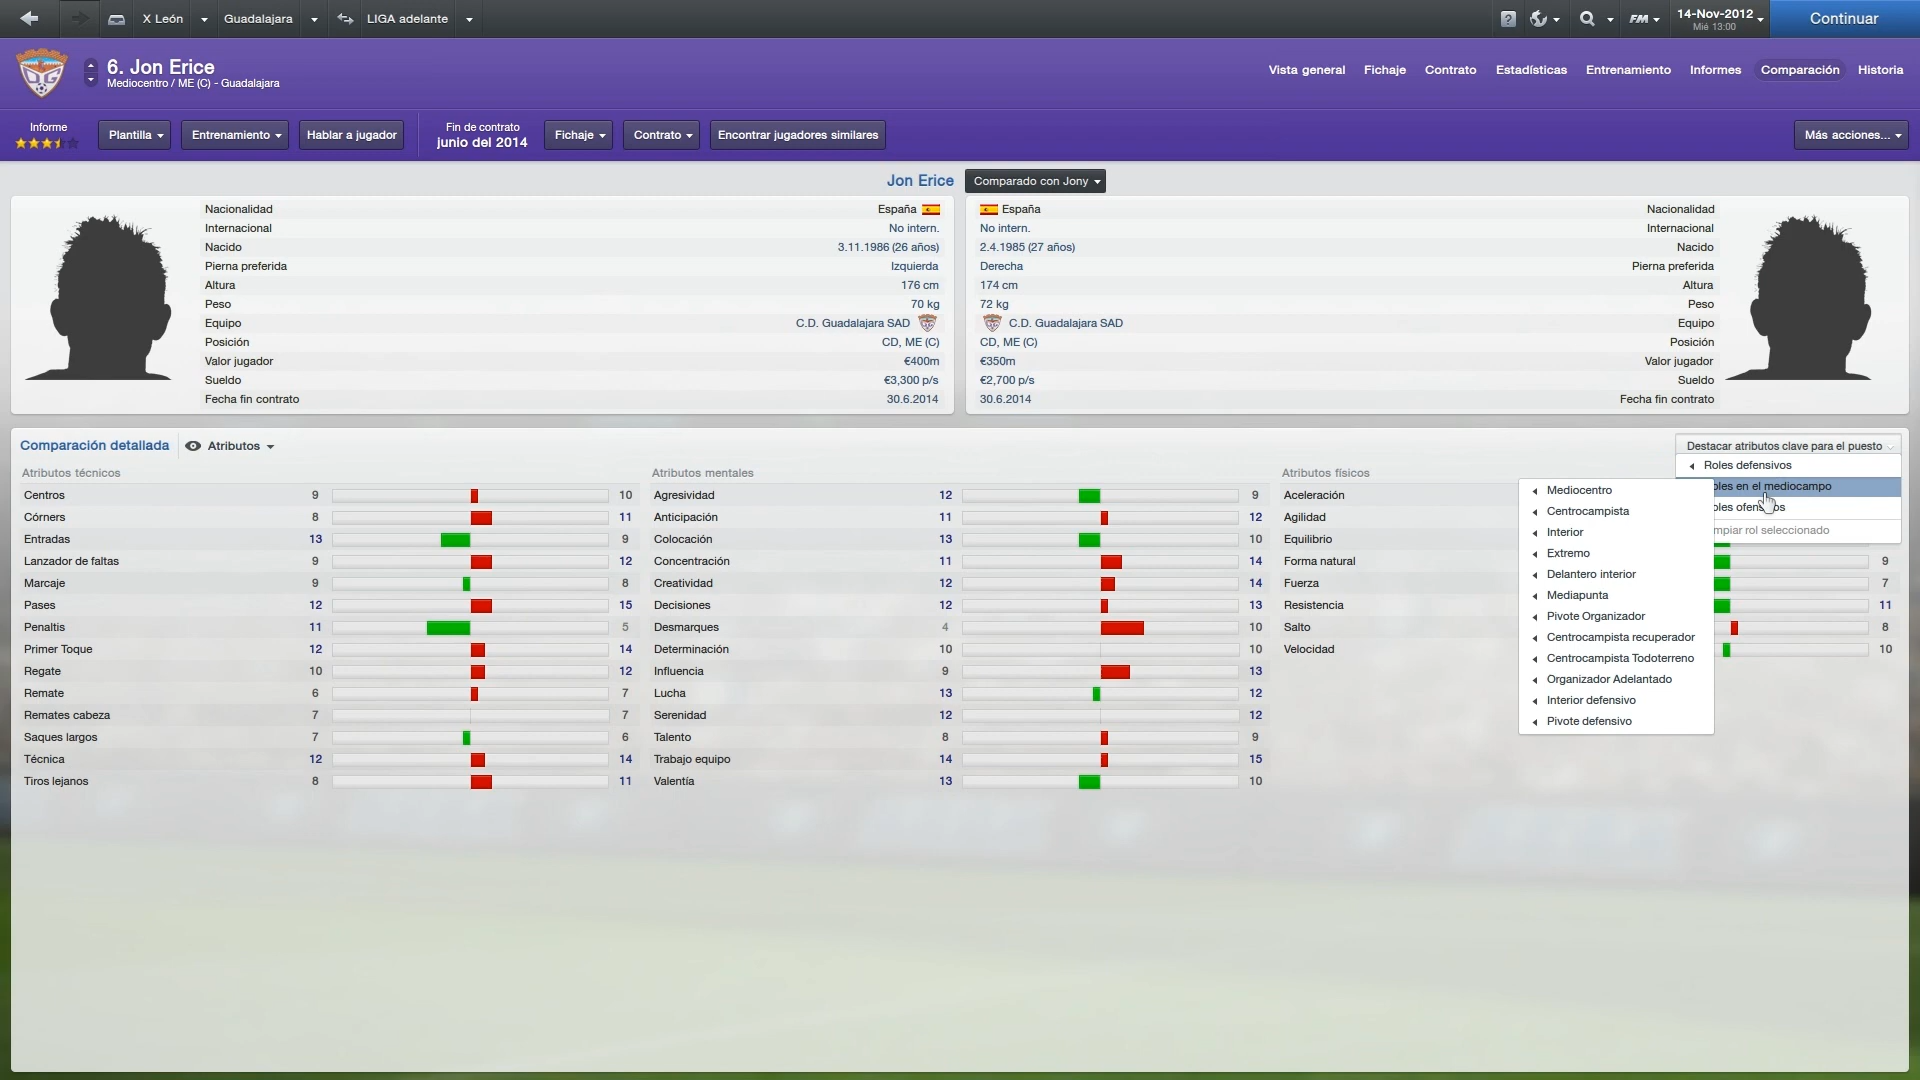 X León
Guadalajara
LIGA adelante
?
FM
14-Nov-2012
Mié 13:00
Continuar
6. Jon Erice
Mediocentro / ME (C) - Guadalajara
Vista general
Fichaje
Contrato
Estadísticas
Entrenamiento
Informes
Comparación
Historia
Informe
Plantilla
Entrenamiento
Hablar a jugador
Fin de contrato
junio del 2014
Fichaje
Contrato
Encontrar jugadores similares
Más acciones...
Jon Erice
Comparado con Jony
Nacionalidad España España Nacionalidad
Internacional No intern. No intern. Internacional
Nacido 3.11.1986 (26 años) 2.4.1985 (27 años) Nacido
Pierna preferida Izquierda Derecha Pierna preferida
Altura 176 cm 174 cm Altura
Peso 70 kg 72 kg Peso
Equipo C.D. Guadalajara SAD C.D. Guadalajara SAD Equipo
Posición CD, ME (C) CD, ME (C) Posición
Valor jugador €400m €350m Valor jugador
Sueldo €3,300 p/s €2,700 p/s Sueldo
Fecha fin contrato 30.6.2014 30.6.2014 Fecha fin contrato
Comparación detallada
Atributos
Destacar atributos clave para el puesto
Atributos técnicos
Centros 9 10
Córners 8 11
Entradas 13 9
Lanzador de faltas 9 12
Marcaje 9 8
Pases 12 15
Penaltis 11 5
Primer Toque 12 14
Regate 10 12
Remate 6 7
Remates cabeza 7 7
Saques largos 7 6
Técnica 12 14
Tiros lejanos 8 11
Atributos mentales
Agresividad 12 9
Anticipación 11 12
Colocación 13 10
Concentración 11 14
Creatividad 12 14
Decisiones 12 13
Desmarques 4 10
Determinación 10 10
Influencia 9 13
Lucha 13 12
Serenidad 12 12
Talento 8 9
Trabajo equipo 14 15
Valentía 13 10
Atributos físicos
Aceleración
Agilidad
Equilibrio
Forma natural 9
Fuerza 7
Resistencia 11
Salto 8
Velocidad 10
Roles defensivos
oles en el mediocampo
oles ofensivos
mpiar rol seleccionado
Mediocentro
Centrocampista
Interior
Extremo
Delantero interior
Mediapunta
Pivote Organizador
Centrocampista recuperador
Centrocampista Todoterreno
Organizador Adelantado
Interior defensivo
Pivote defensivo